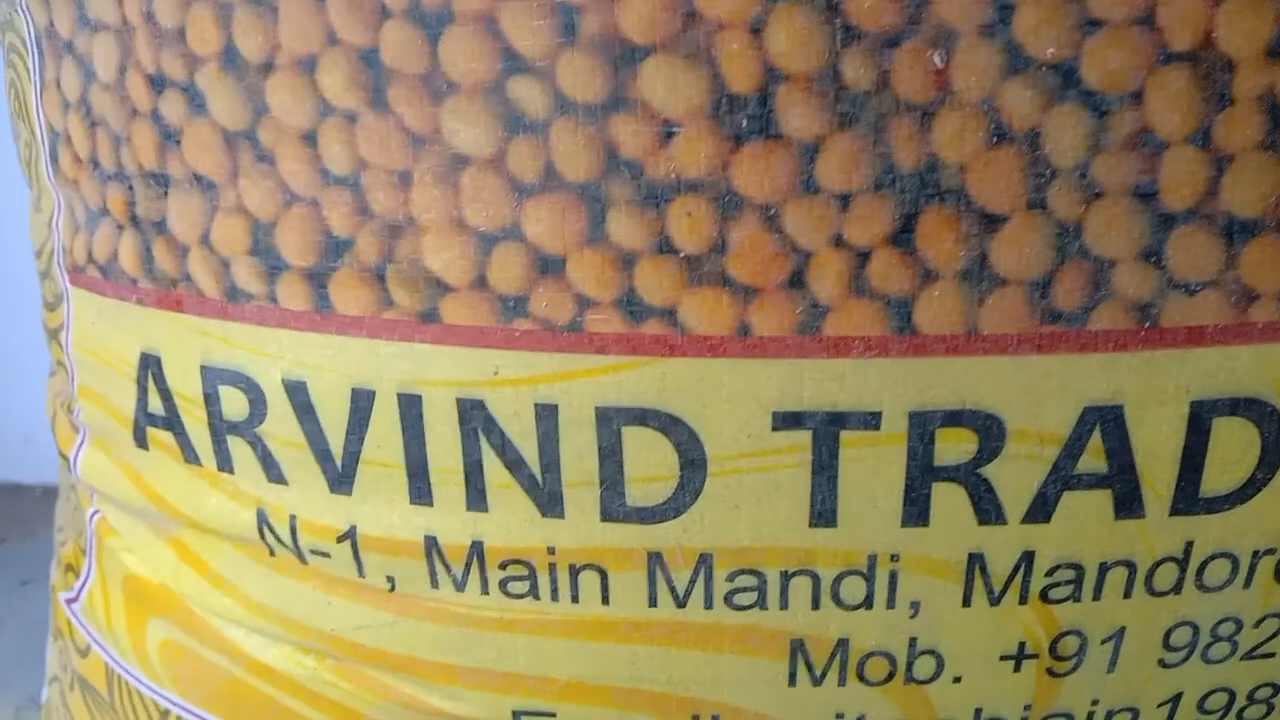 ARVIND TRAD
N-1, Main Mandi, Mandor
Mob. +91 982